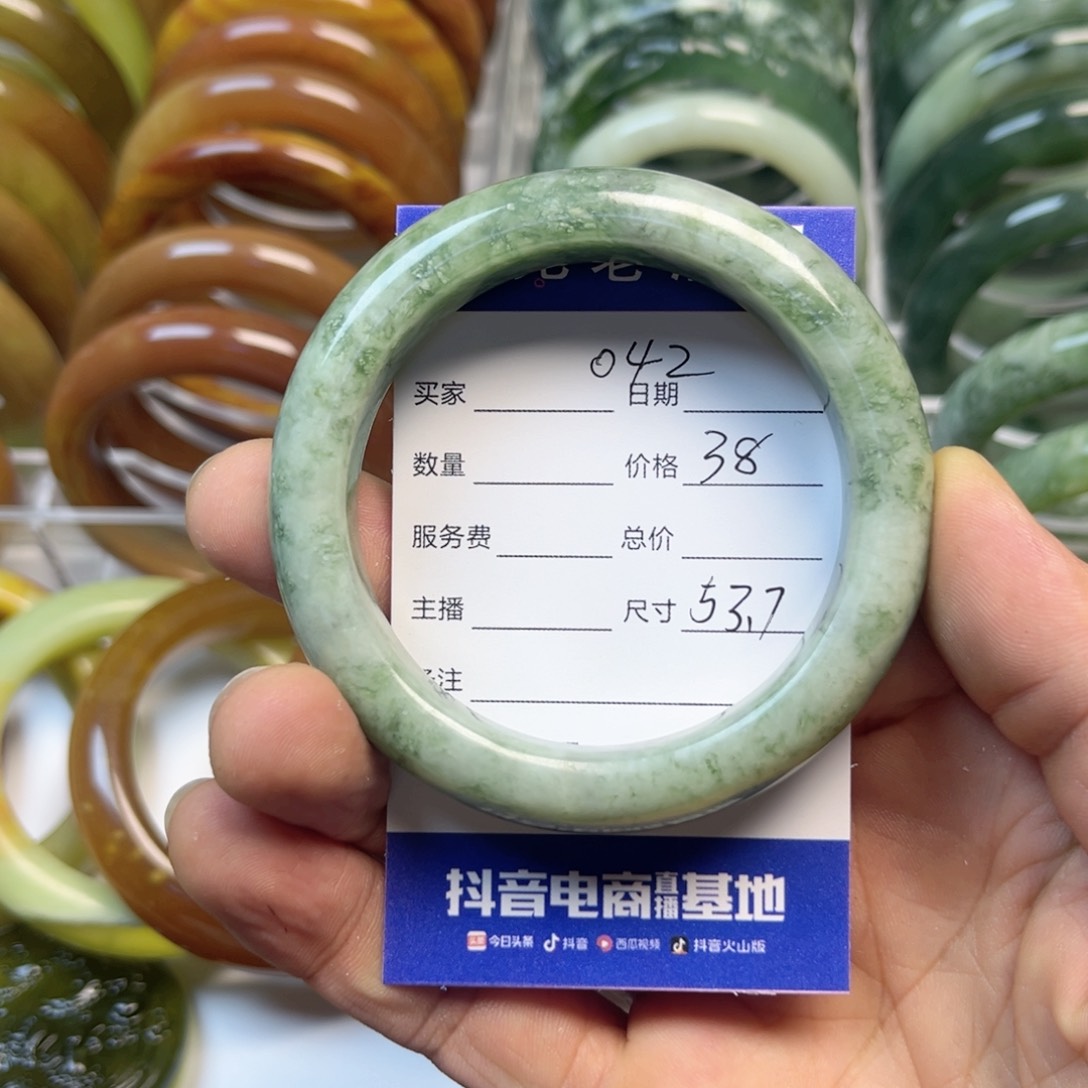 042
买家 日期
数量 价格 38
服务费 总价
主播 尺寸 53.7
注
抖音电商直播基地
今日头条 抖音 西瓜视频 抖音火山版